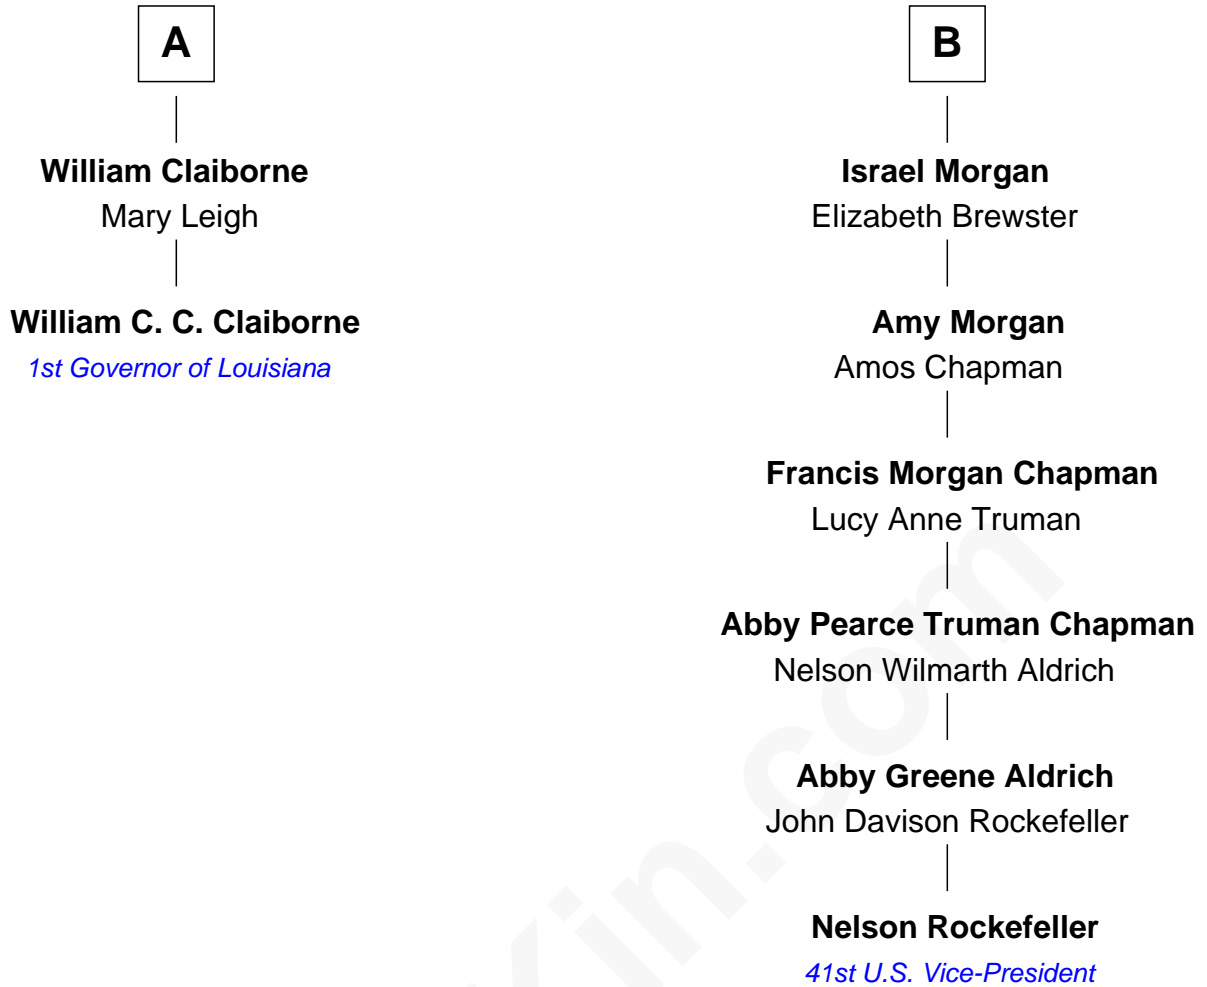 A
William Claiborne
Mary Leigh
William C. C. Claiborne
1st Governor of Louisiana
B
Israel Morgan
Elizabeth Brewster
Amy Morgan
Amos Chapman
Francis Morgan Chapman
Lucy Anne Truman
Abby Pearce Truman Chapman
Nelson Wilmarth Aldrich
Abby Greene Aldrich
John Davison Rockefeller
Nelson Rockefeller
41st U.S. Vice-President
Kin.com